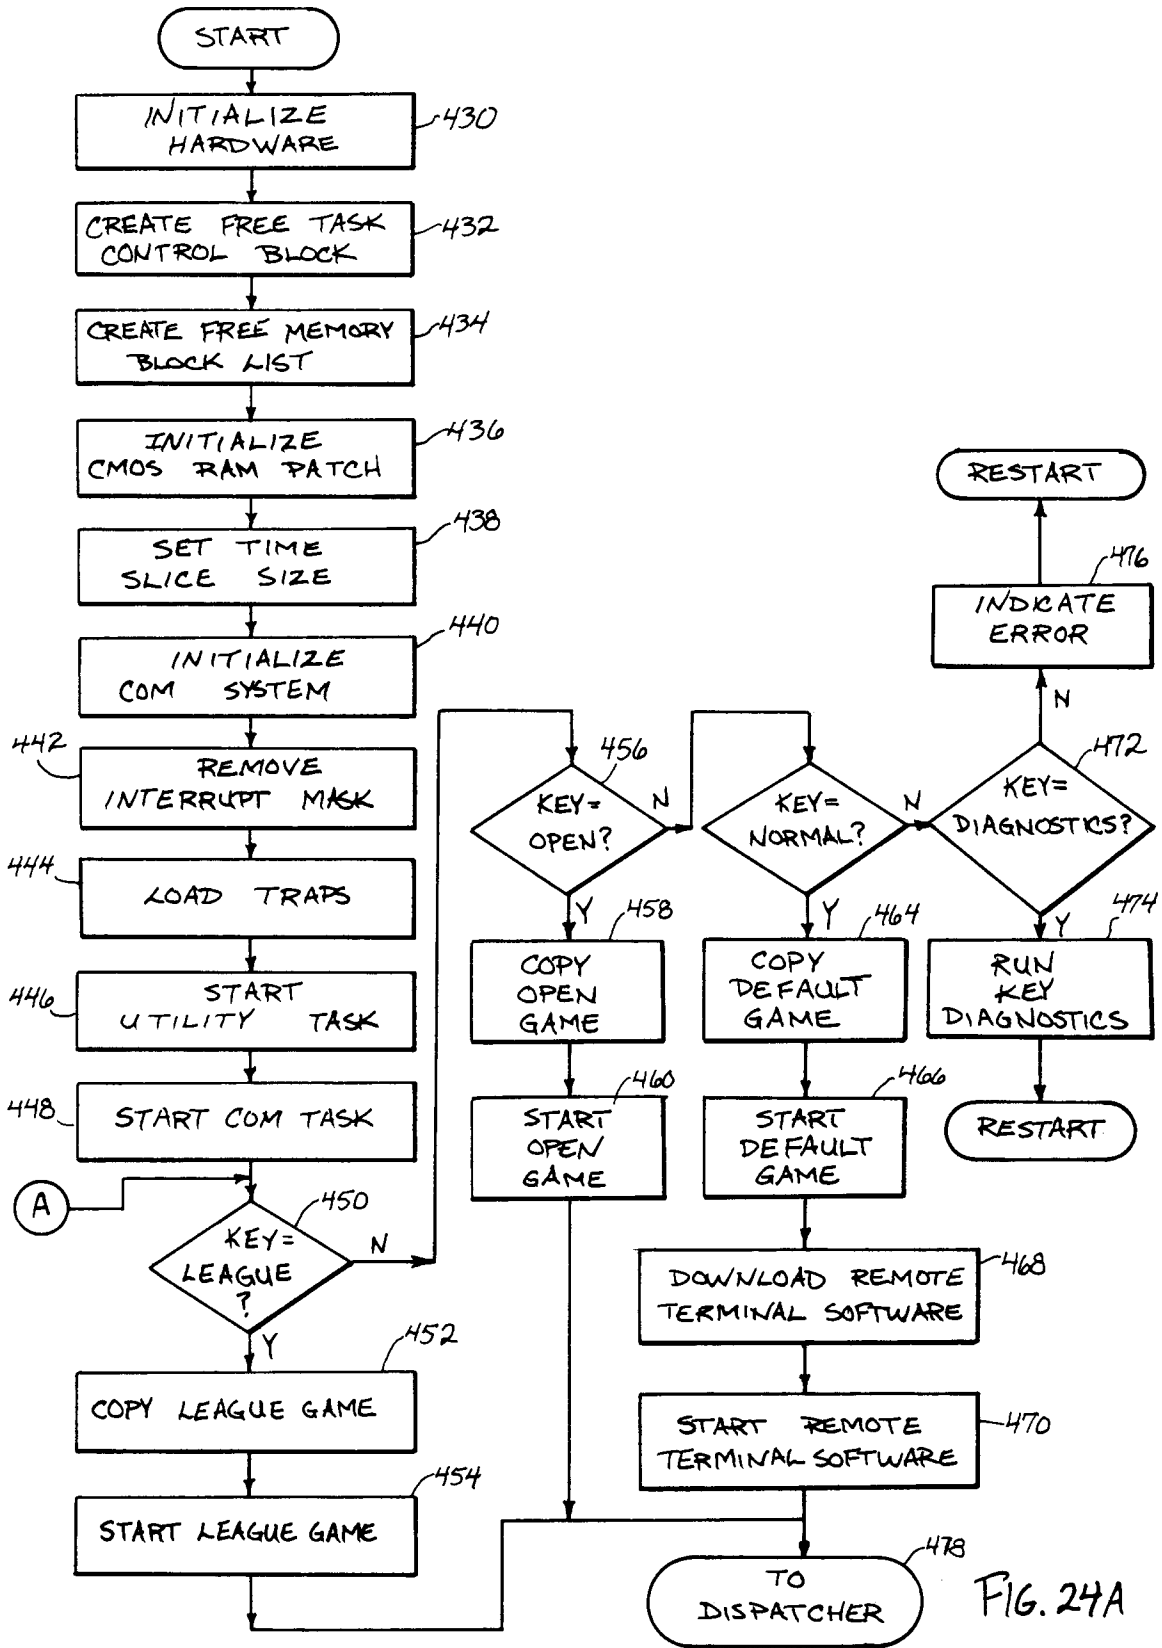 START
INITIALIZE
HARDWARE
430
CREATE FREE TASK
CONTROL BLOCK
432
CREATE FREE MEMORY
BLOCK LIST
434
INITIALIZE
CMOS RAM PATCH
436
SET TIME
SLICE SIZE
438
INITIALIZE
COM SYSTEM
440
442
REMOVE
INTERRUPT MASK
444
LOAD TRAPS
446
START
UTILITY TASK
448
START COM TASK
A
450
KEY=
LEAGUE
?
N
Y
452
COPY LEAGUE GAME
454
START LEAGUE GAME
456
KEY=
OPEN?
N
Y
458
COPY
OPEN
GAME
460
START
OPEN
GAME
KEY=
NORMAL?
N
Y
464
COPY
DEFAULT
GAME
466
START
DEFAULT
GAME
468
DOWNLOAD REMOTE
TERMINAL SOFTWARE
470
START REMOTE
TERMINAL SOFTWARE
RESTART
476
INDICATE
ERROR
N
472
KEY=
DIAGNOSTICS?
Y
474
RUN
KEY
DIAGNOSTICS
RESTART
478
TO
DISPATCHER
FIG. 24A